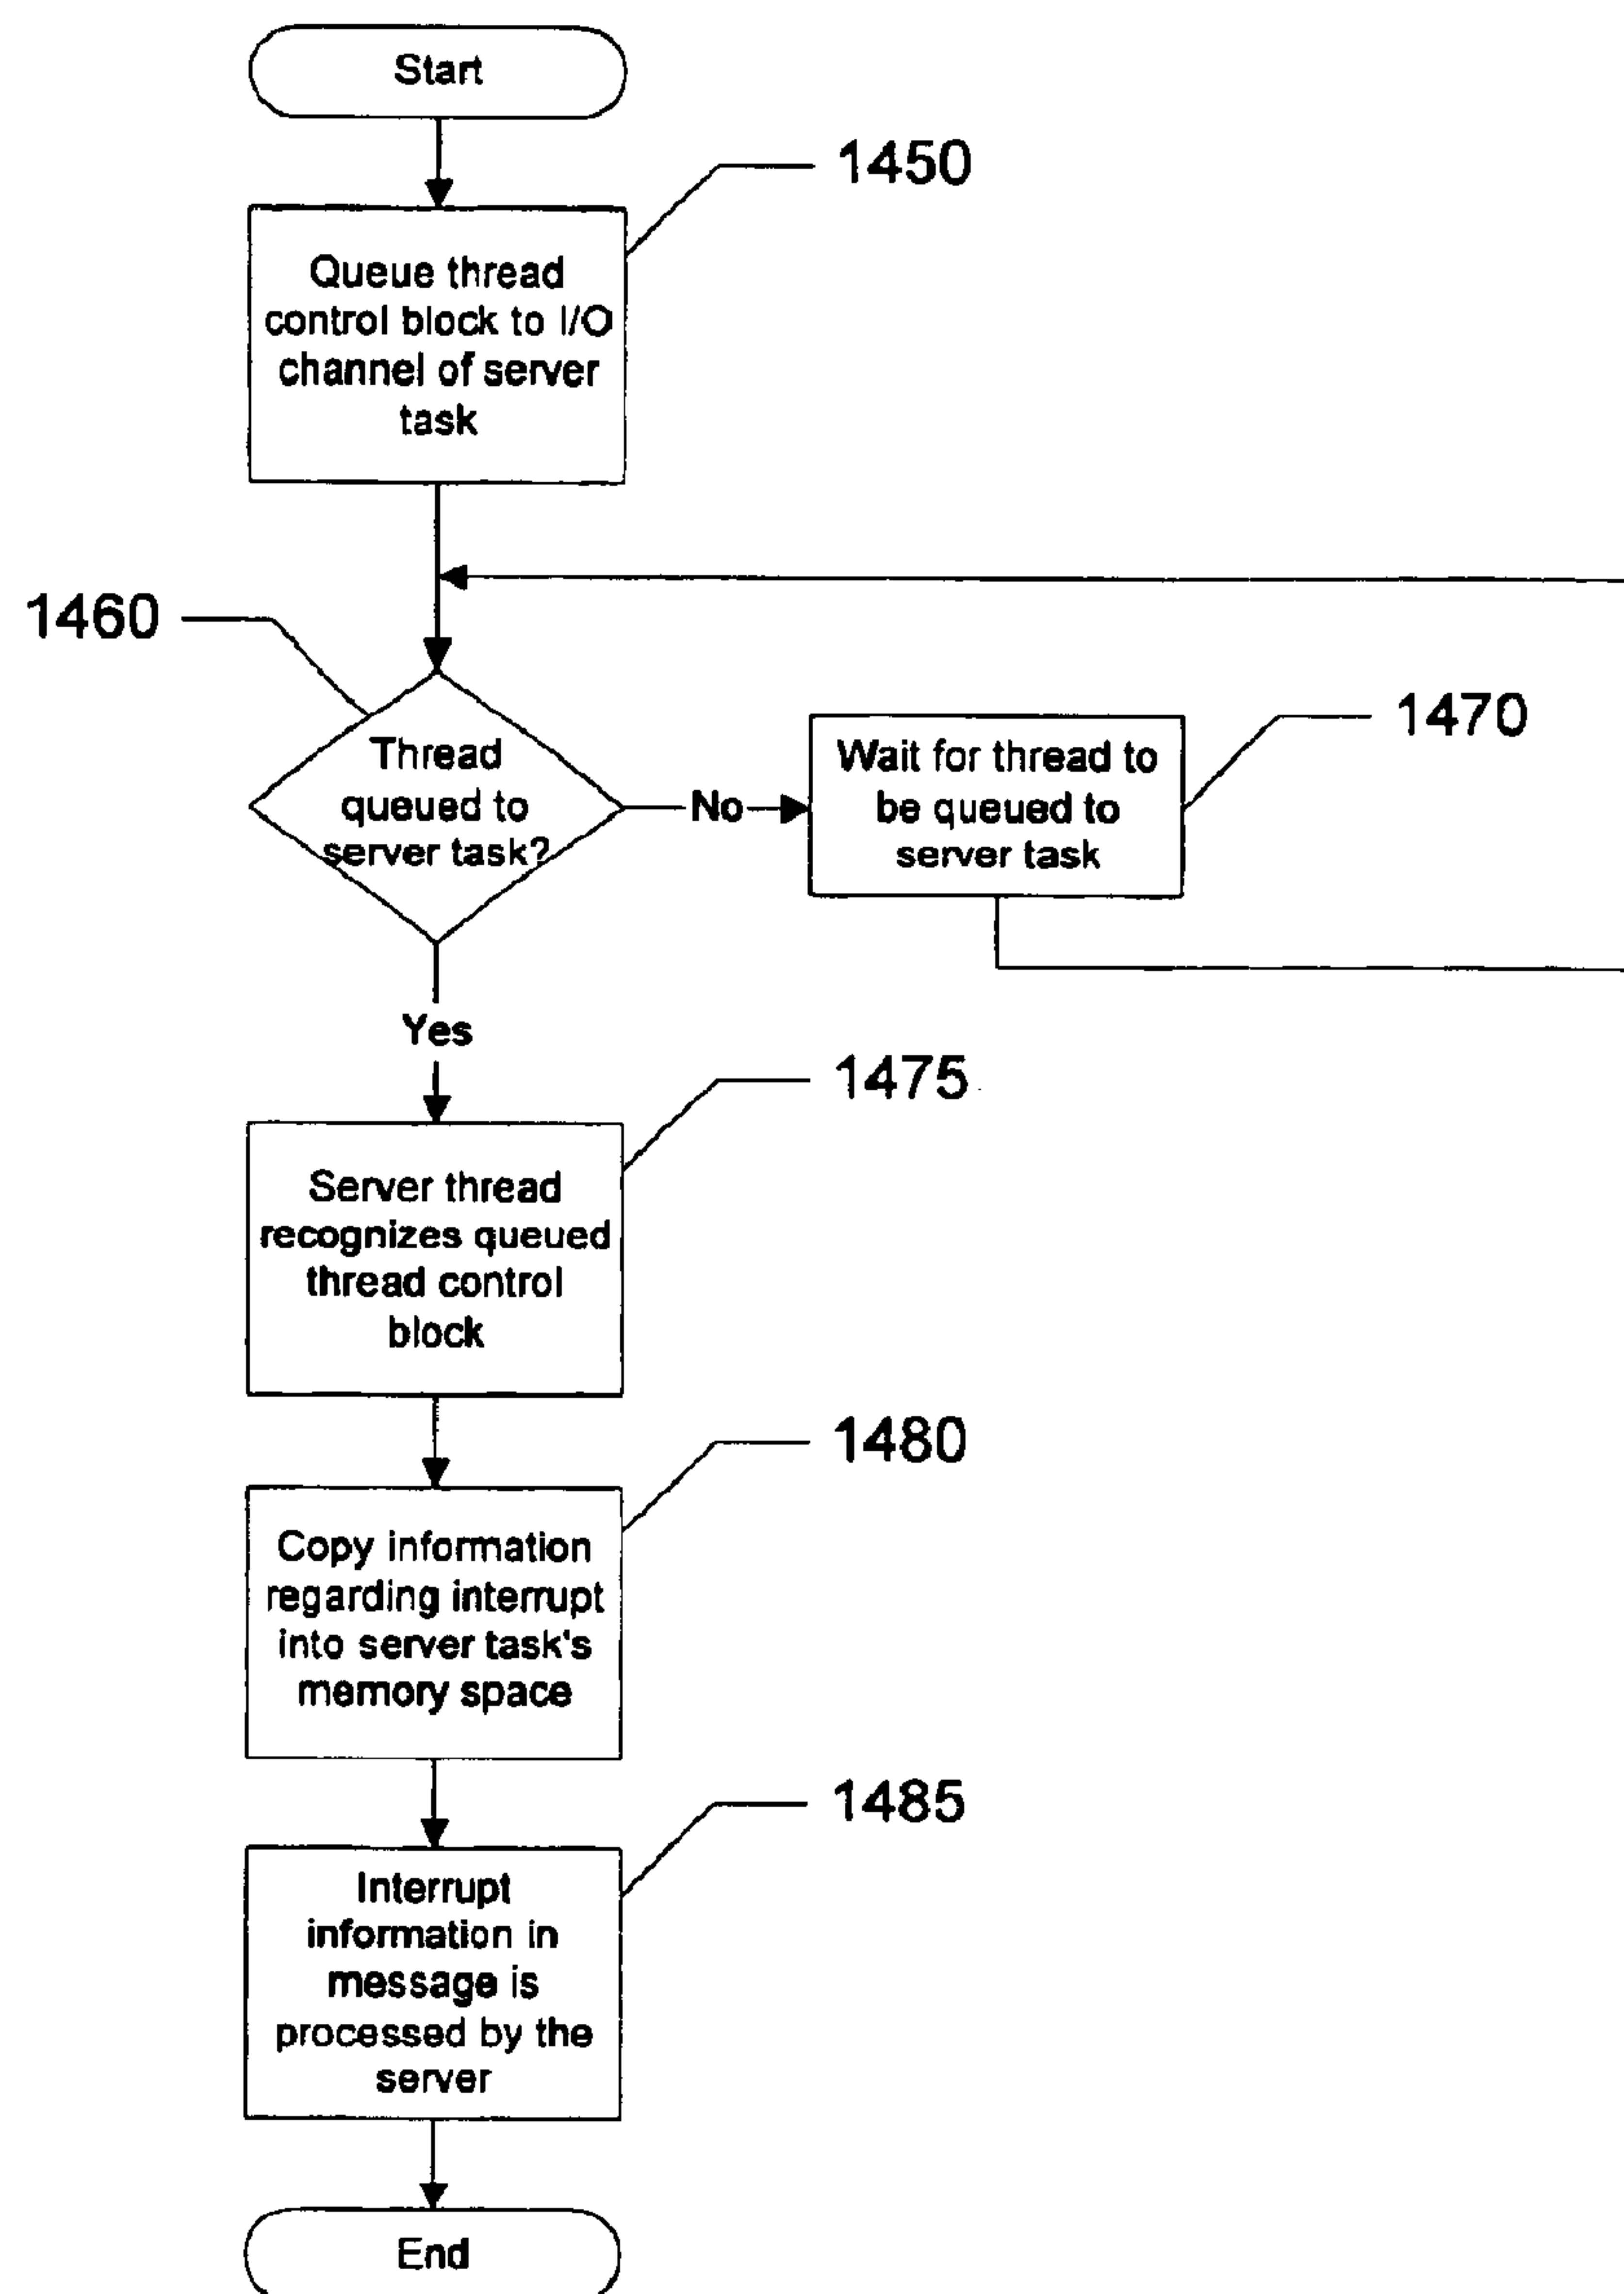 Start
1450
Queue thread
control block to I/O
channel of server
task
1460
Thread
queued to
server task?
No
Wait for thread to
be queued to
server task
1470
Yes
1475
Server thread
recognizes queued
thread control
block
1480
Copy information
regarding interrupt
into server task's
memory space
1485
Interrupt
information in
message is
processed by the
server
End